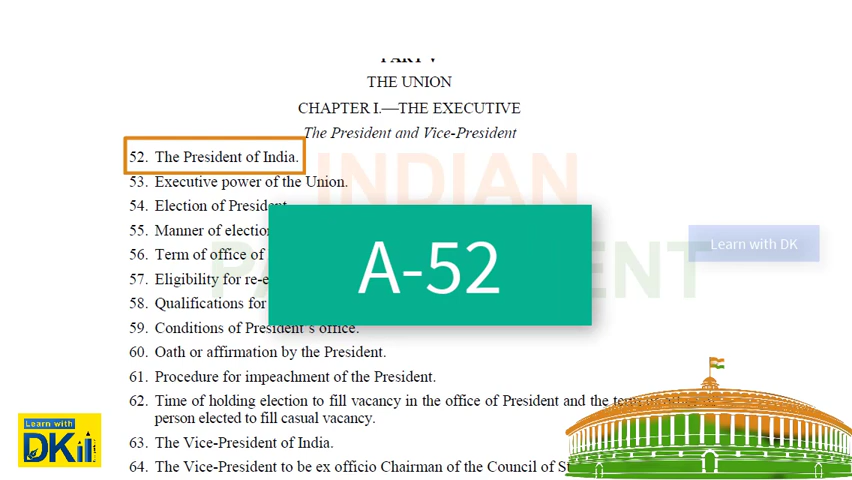 PART V
THE UNION
CHAPTER I.—THE EXECUTIVE
The President and Vice-President
52. The President of India.
53. Executive power of the Union.
54. Election of President.
55. Manner of election
56. Term of office of
57. Eligibility for re-e
58. Qualifications for
59. Conditions of President's office.
60. Oath or affirmation by the President.
61. Procedure for impeachment of the President.
62. Time of holding election to fill vacancy in the office of President and the
person elected to fill casual vacancy.
63. The Vice-President of India.
64. The Vice-President to be ex officio Chairman of the Council of St
INDIAN
A-52
Learn with DK
Learn with
DK